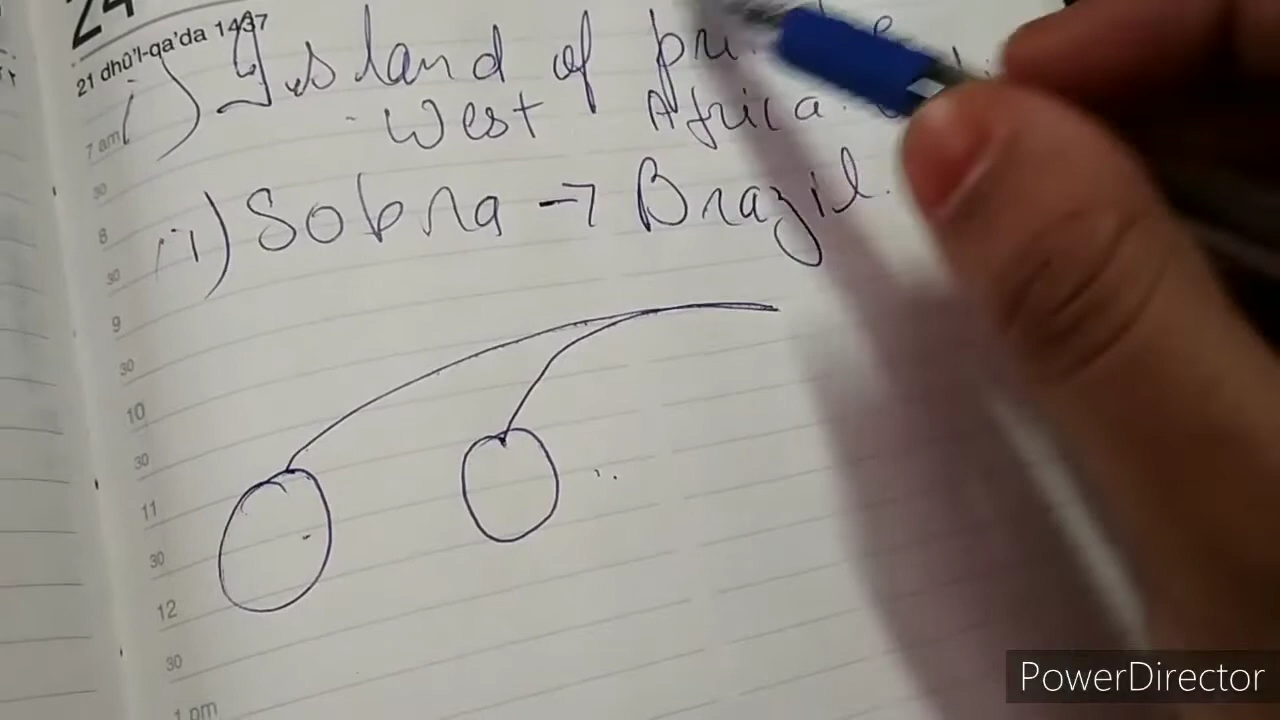 24
21 dhū'l-qa'da 1437
i) Island of
7 am West Africa.
30
8 ii) Sobna → Brazil.
30
9
30
10
30
11
30
12
30
1 pm
PowerDirector